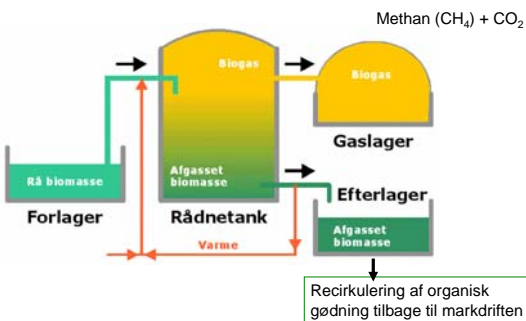 Methan (CH₄) + CO₂
Biogas
Biogas
Gaslager
Rå biomasse
Forlager
Afgasset
biomasse
Rådnetank
Efterlager
Afgasset
biomasse
Varme
Recirkulering af organisk
gødning tilbage til markdriften